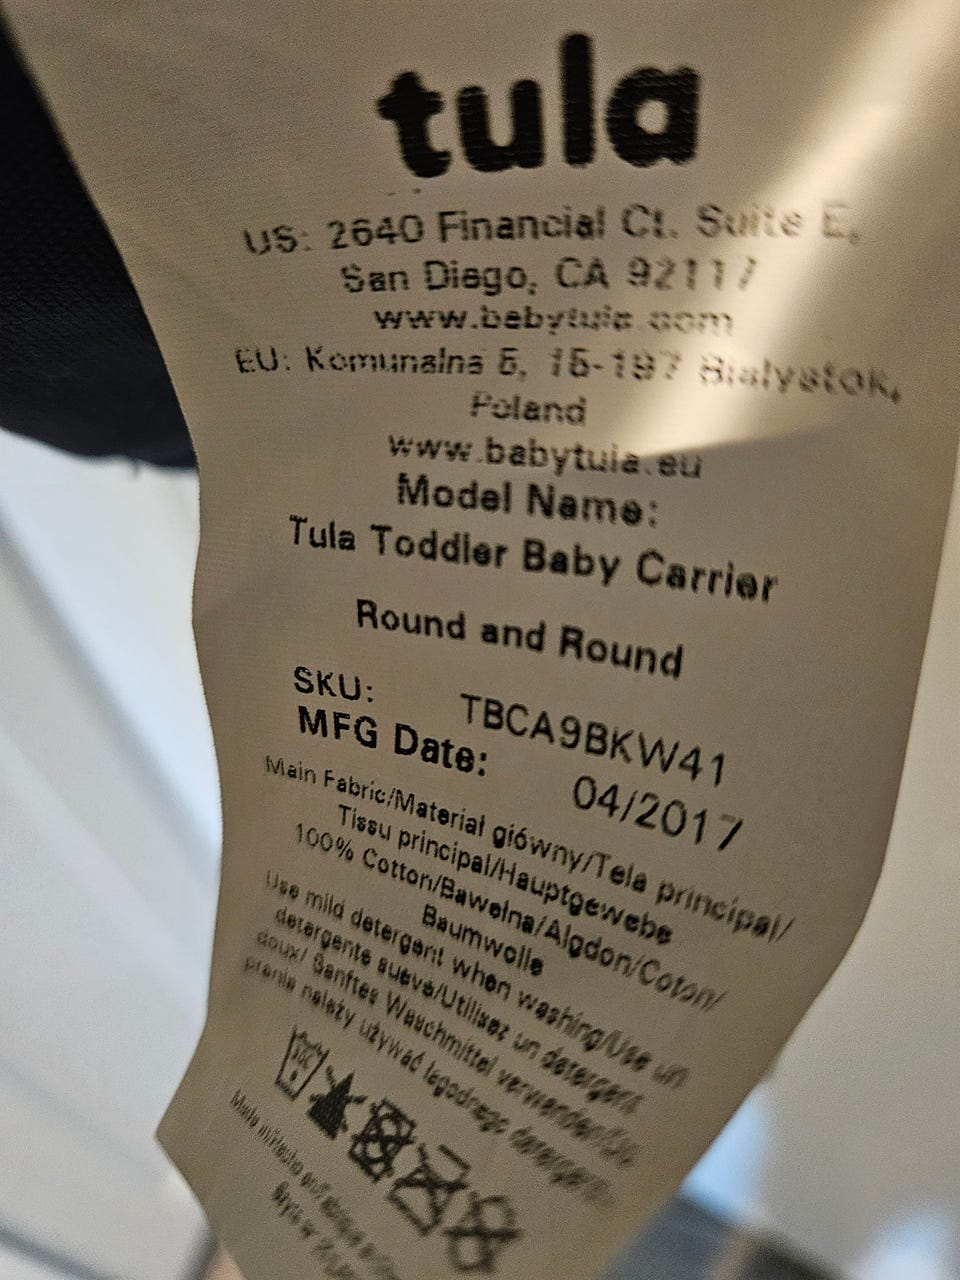 tula
US: 2640 Financial Ct. Suite E,
San Diego, CA 92117
www.babytula.com
EU: Komunalna 5, 15-197 Białystok,
Poland
www.babytula.eu
Model Name:
Tula Toddler Baby Carrier
Round and Round
SKU: TBCA9BKW41
MFG Date: 04/2017
Main Fabric/Materiał główny/Tela principal/
Tissu principal/Hauptgewebe
100% Cotton/Bawełna/Algdon/Coton/
Baumwolle
Use mild detergent when washing/Use un
detergente suave/Utilisez un detergent
doux/ Sanftes Waschmittel verwenden/Do
prania należy używać łagodnego detergentu